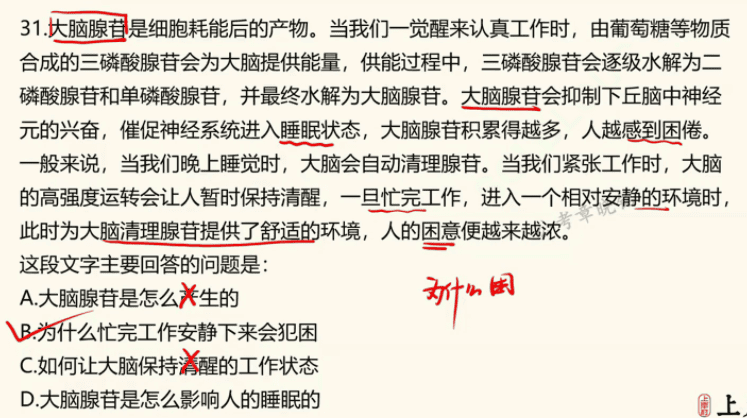 31.大脑腺苷是细胞耗能后的产物。当我们一觉醒来认真工作时，由葡萄糖等物质
合成的三磷酸腺苷会为大脑提供能量，供能过程中，三磷酸腺苷会逐级水解为二
磷酸腺苷和单磷酸腺苷，并最终水解为大脑腺苷。大脑腺苷会抑制下丘脑中神经
元的兴奋，催促神经系统进入睡眠状态，大脑腺苷积累得越多，人越感到困倦。
一般来说，当我们晚上睡觉时，大脑会自动清理腺苷。当我们紧张工作时，大脑
的高强度运转会让人暂时保持清醒，一旦忙完工作，进入一个相对安静的环境时，
此时为大脑清理腺苷提供了舒适的环境，人的困意便越来越浓。
这段文字主要回答的问题是：
A.大脑腺苷是怎么产生的
B.为什么忙完工作安静下来会犯困
C.如何让大脑保持清醒的工作状态
D.大脑腺苷是怎么影响人的睡眠的
为什么困
考章晓
上